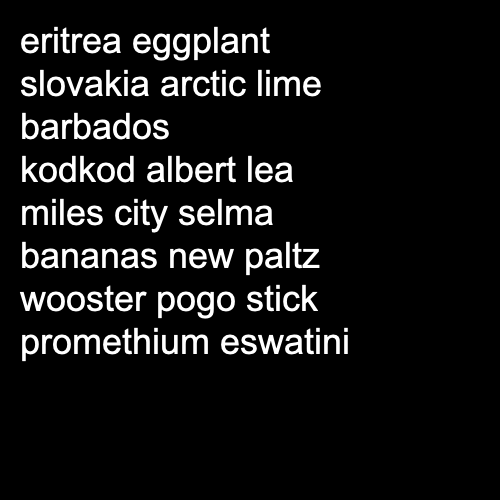 eritrea eggplant
slovakia arctic lime
barbados
kodkod albert lea
miles city selma
bananas new paltz
wooster pogo stick
promethium eswatini